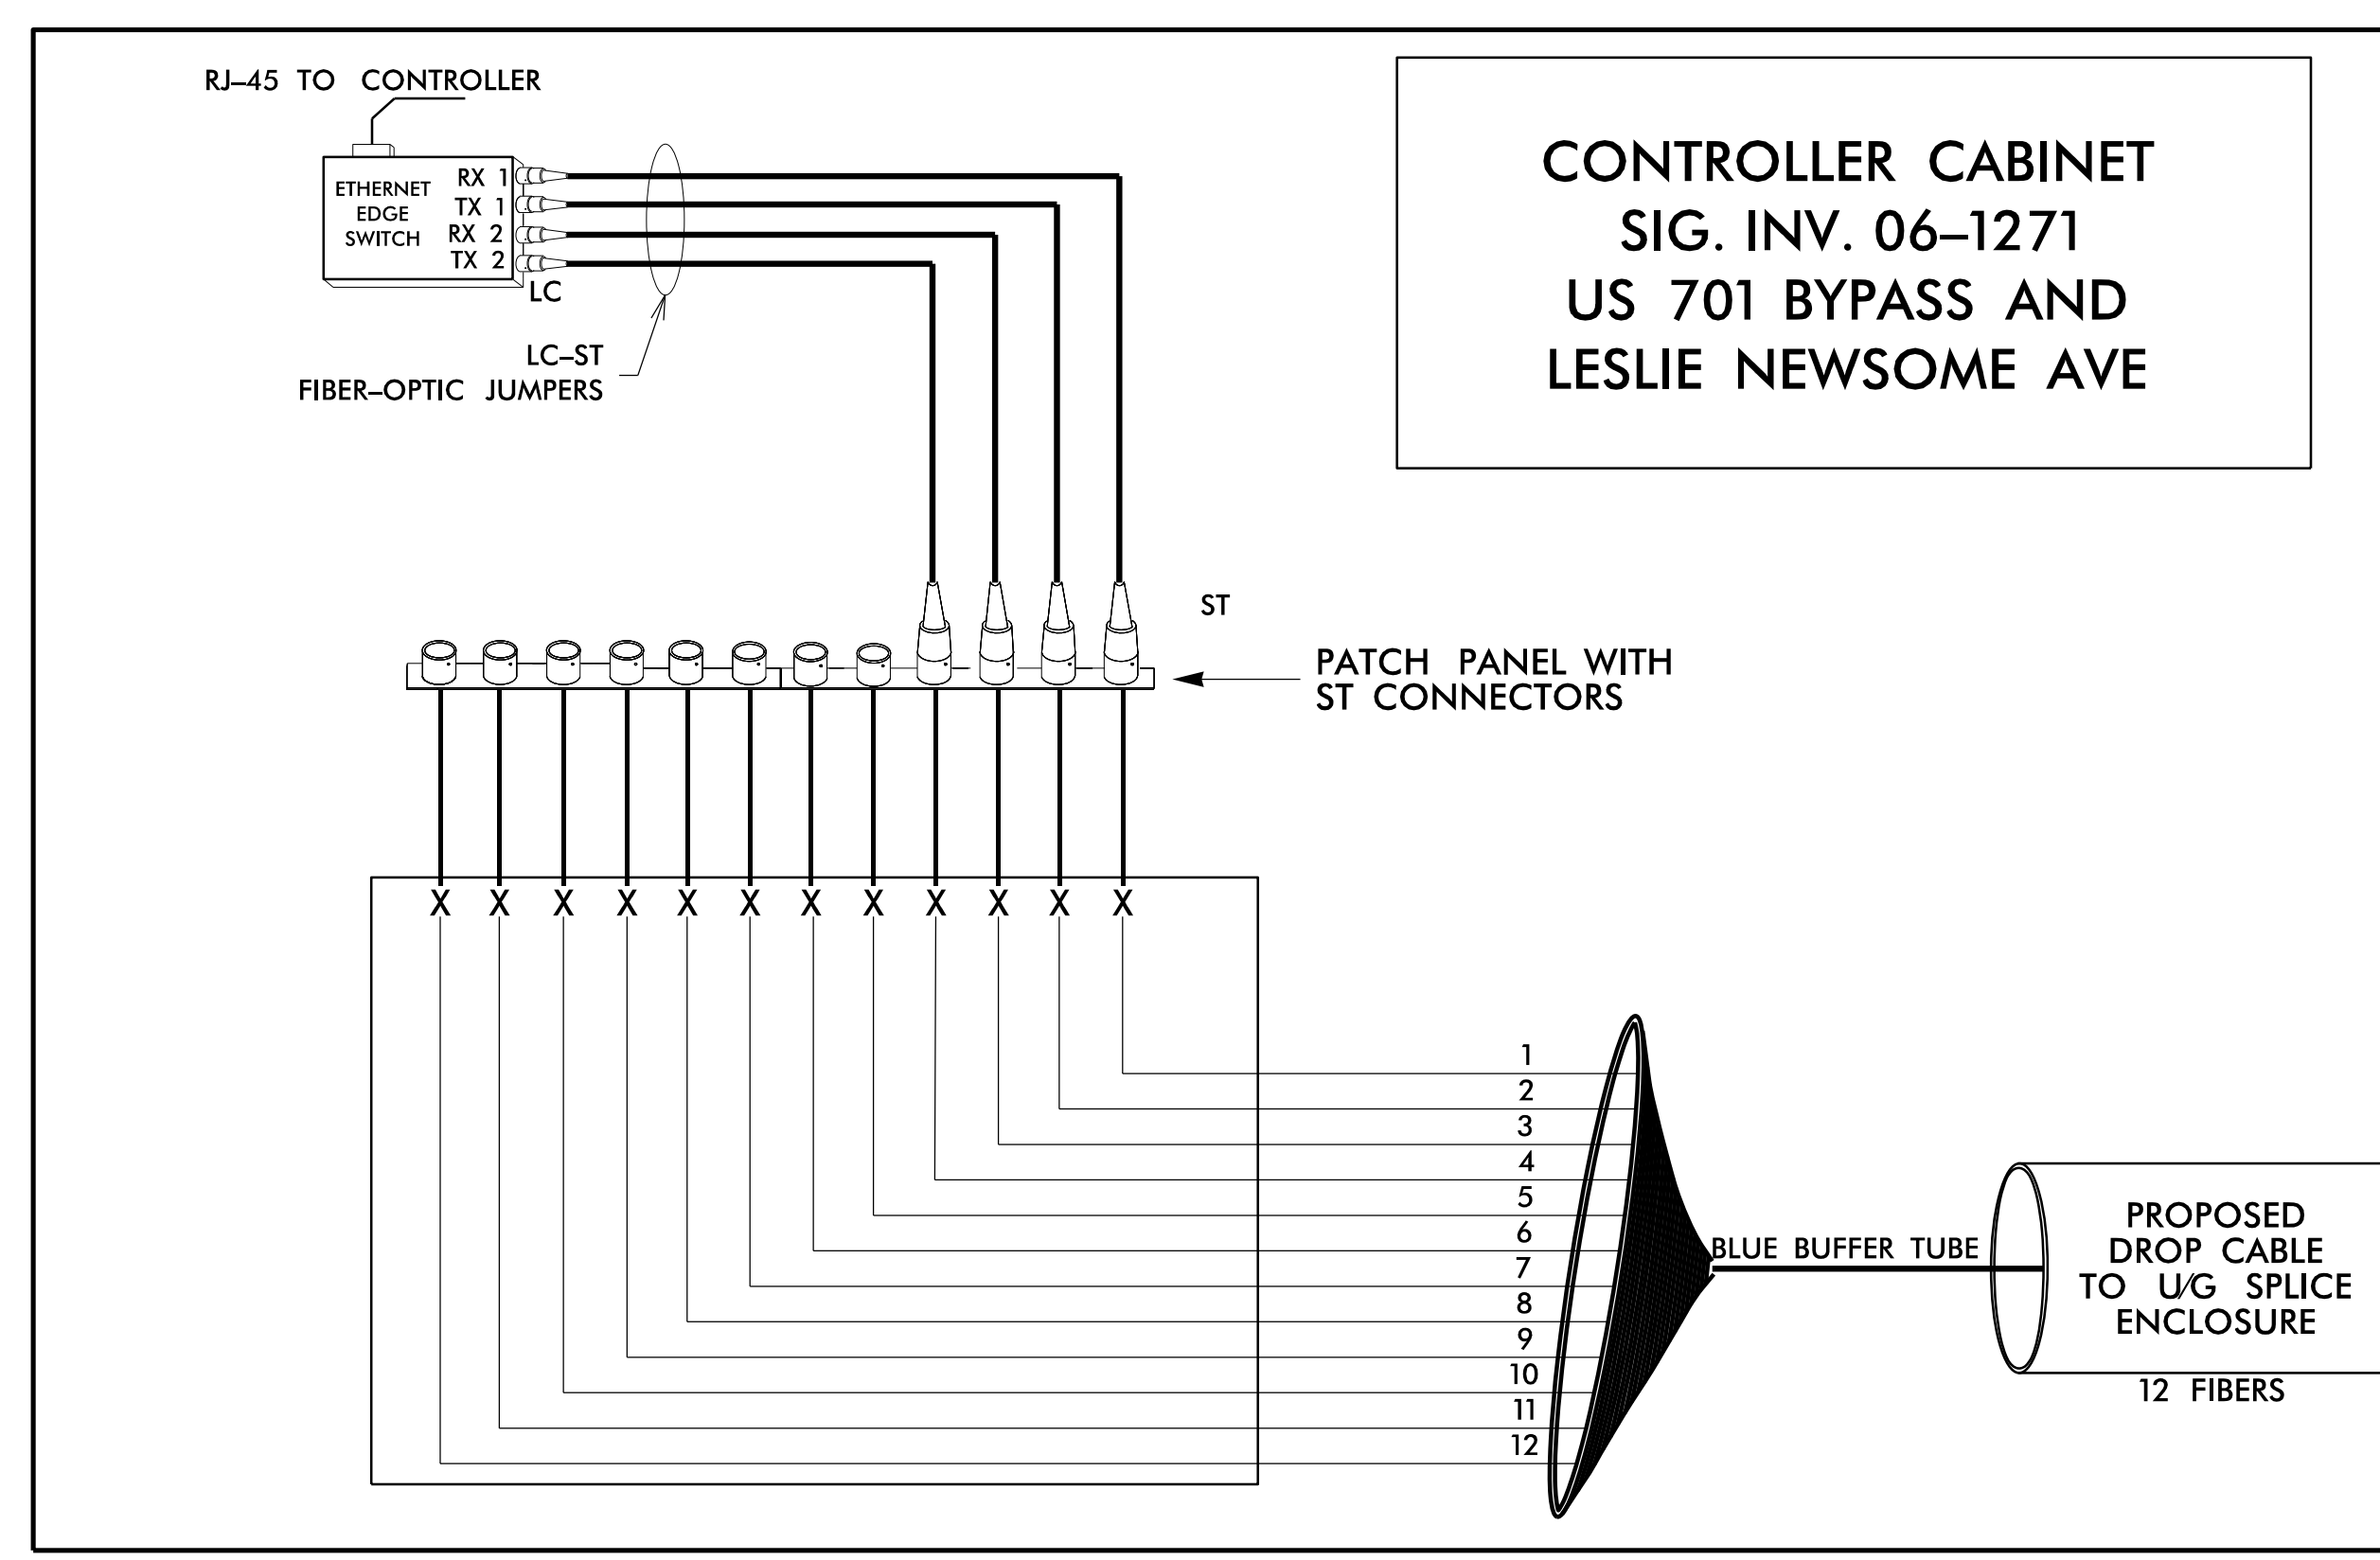 RJ–45 TO CONTROLLER
ETHERNET
EDGE
SWITCH
RX 1
TX 1
RX 2
TX 2
LC
LC–ST
FIBER–OPTIC JUMPERS
CONTROLLER CABINET
SIG. INV. 06–1271
US 701 BYPASS AND
LESLIE NEWSOME AVE
ST
PATCH PANEL WITH
ST CONNECTORS
X X X X X X X X X X X X
1
2
3
4
5
6
7
8
9
10
11
12
BLUE BUFFER TUBE
PROPOSED
DROP CABLE
TO U/G SPLICE
ENCLOSURE
12 FIBERS